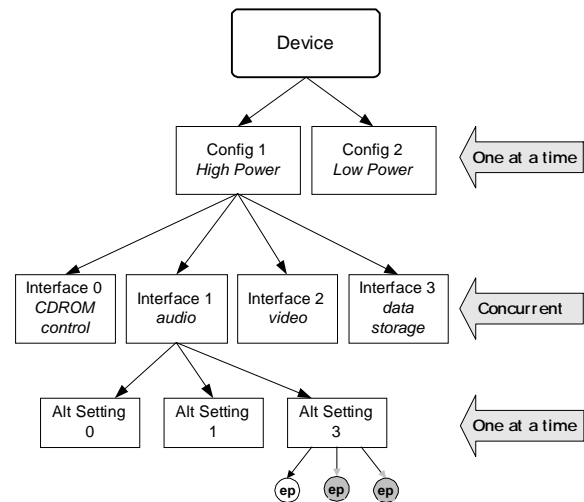 Device
Config 1
High Power
Config 2
Low Power
One at a time
Interface 0
CDROM
control
Interface 1
audio
Interface 2
video
Interface 3
data
storage
Concurrent
Alt Setting
0
Alt Setting
1
Alt Setting
3
One at a time
ep
ep
ep